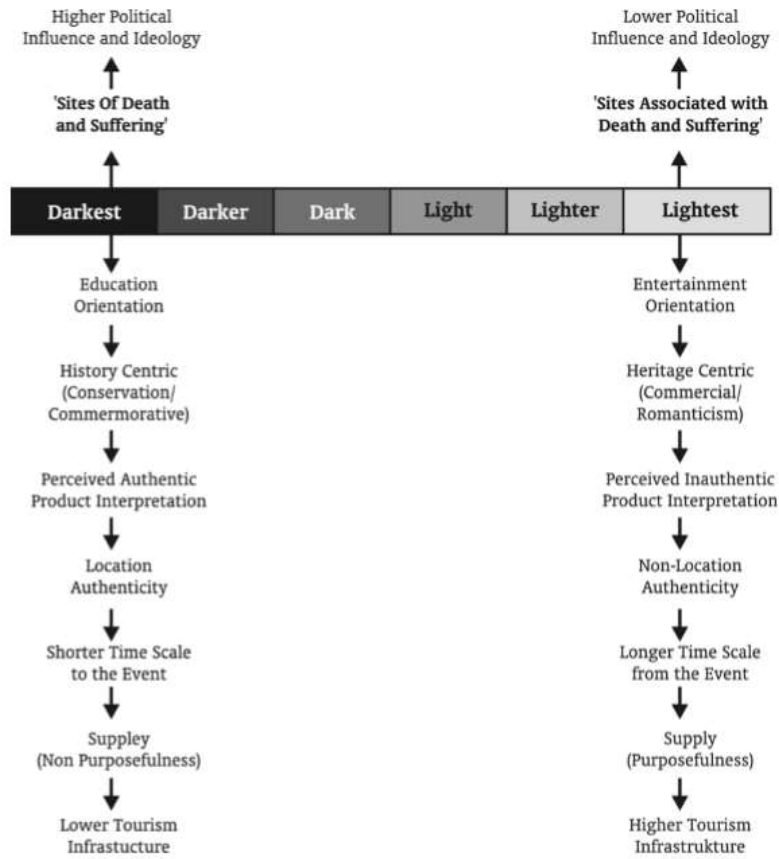 Higher Political
Influence and Ideology
Lower Political
Influence and Ideology
'Sites Of Death
and Suffering'
'Sites Associated with
Death and Suffering'
Darkest
Darker
Dark
Light
Lighter
Lightest
Education
Orientation
Entertainment
Orientation
History Centric
(Conservation/
Commermorative)
Heritage Centric
(Commercial/
Romanticism)
Perceived Authentic
Product Interpretation
Perceived Inauthentic
Product Interpretation
Location
Authenticity
Non-Location
Authenticity
Shorter Time Scale
to the Event
Longer Time Scale
from the Event
Suppley
(Non Purposefulness)
Supply
(Purposefulness)
Lower Tourism
Infrastucture
Higher Tourism
Infrastrukture